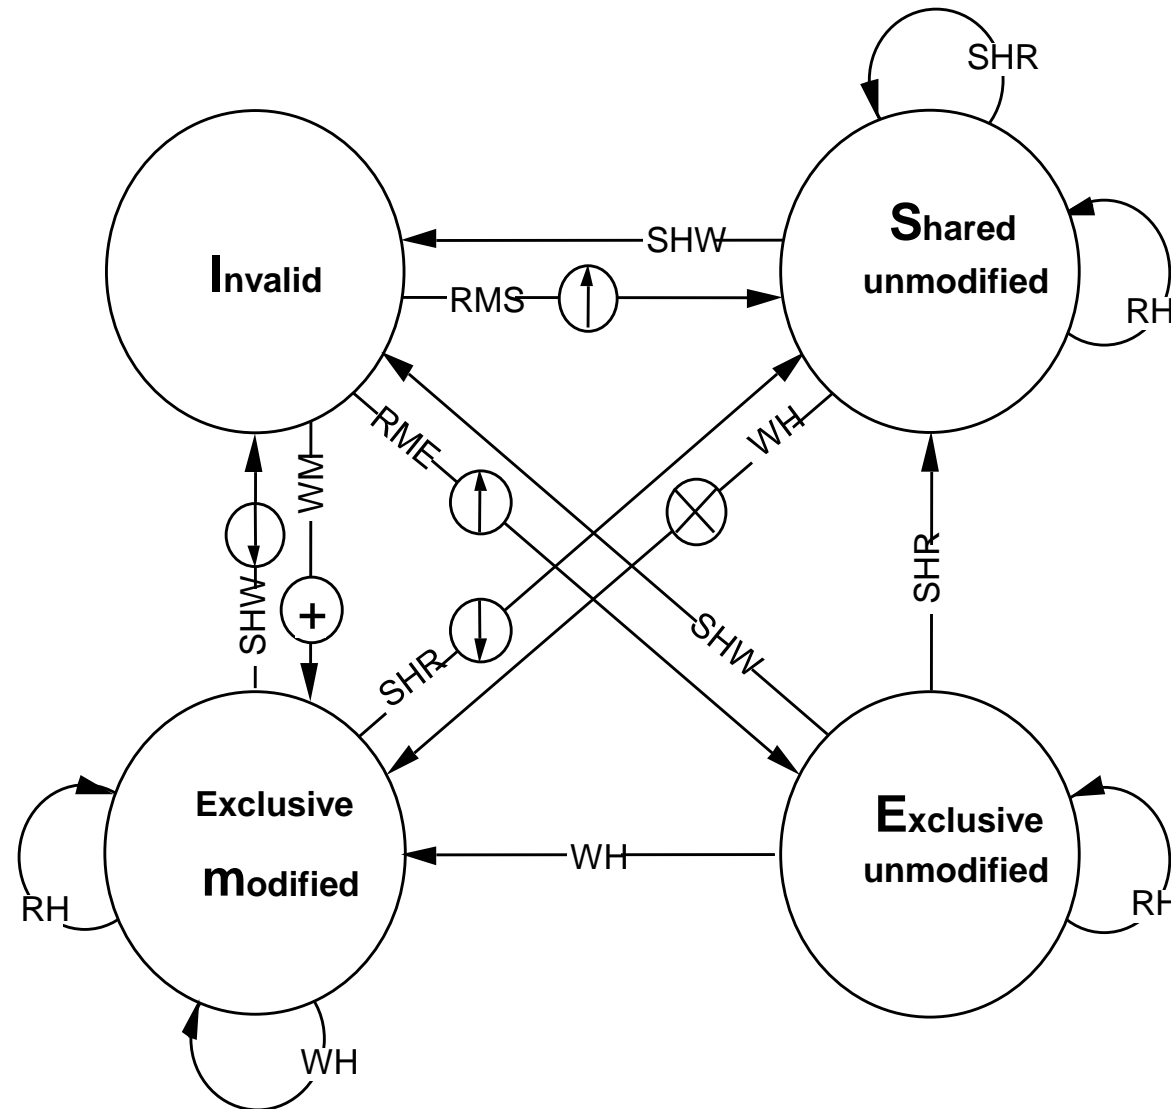 SHR
Shared
unmodified
RH
Invalid
SHW
RMS
RME
WH
WM
SHW
+
SHR
SHW
SHR
Exclusive
modified
RH
WH
WH
Exclusive
unmodified
RH